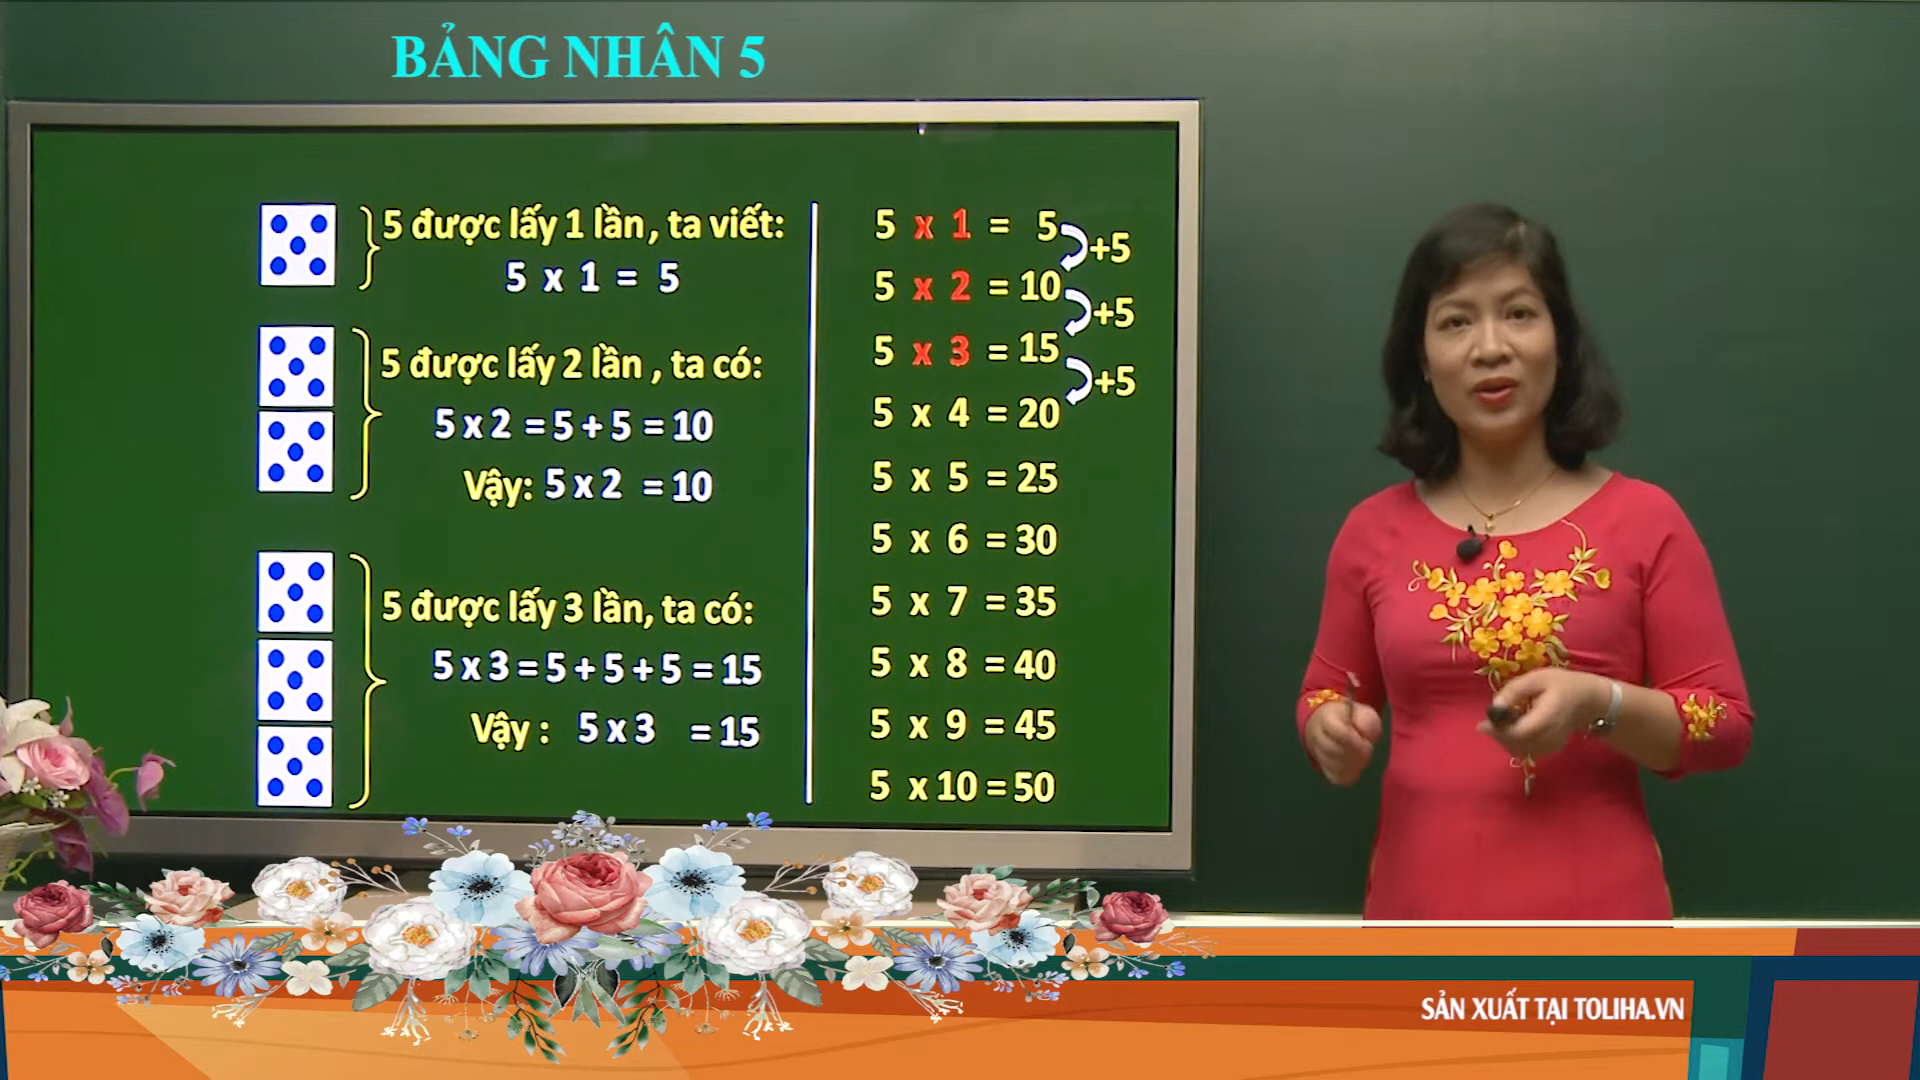 BẢNG NHÂN 5
5 được lấy 1 lần, ta viết:
5 x 1 = 5
5 được lấy 2 lần , ta có:
5 x 2 = 5 + 5 = 10
Vậy: 5 x 2 = 10
5 được lấy 3 lần, ta có:
5 x 3 = 5 + 5 + 5 = 15
Vậy : 5 x 3 = 15
5 x 1 = 5
+5
5 x 2 = 10
+5
5 x 3 = 15
+5
5 x 4 = 20
5 x 5 = 25
5 x 6 = 30
5 x 7 = 35
5 x 8 = 40
5 x 9 = 45
5 x 10 = 50
SẢN XUẤT TẠI TOLIHA.VN